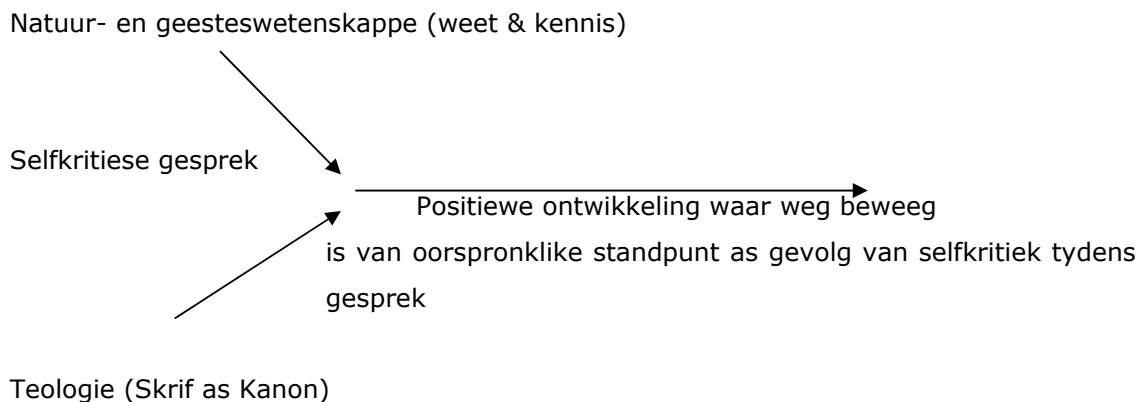 Natuur- en geesteswetenskappe (weet & kennis)
Selfkritiese gesprek
Positiewe ontwikkeling waar weg beweeg
is van oorspronklike standpunt as gevolg van selfkritiek tydens
gesprek
Teologie (Skrif as Kanon)